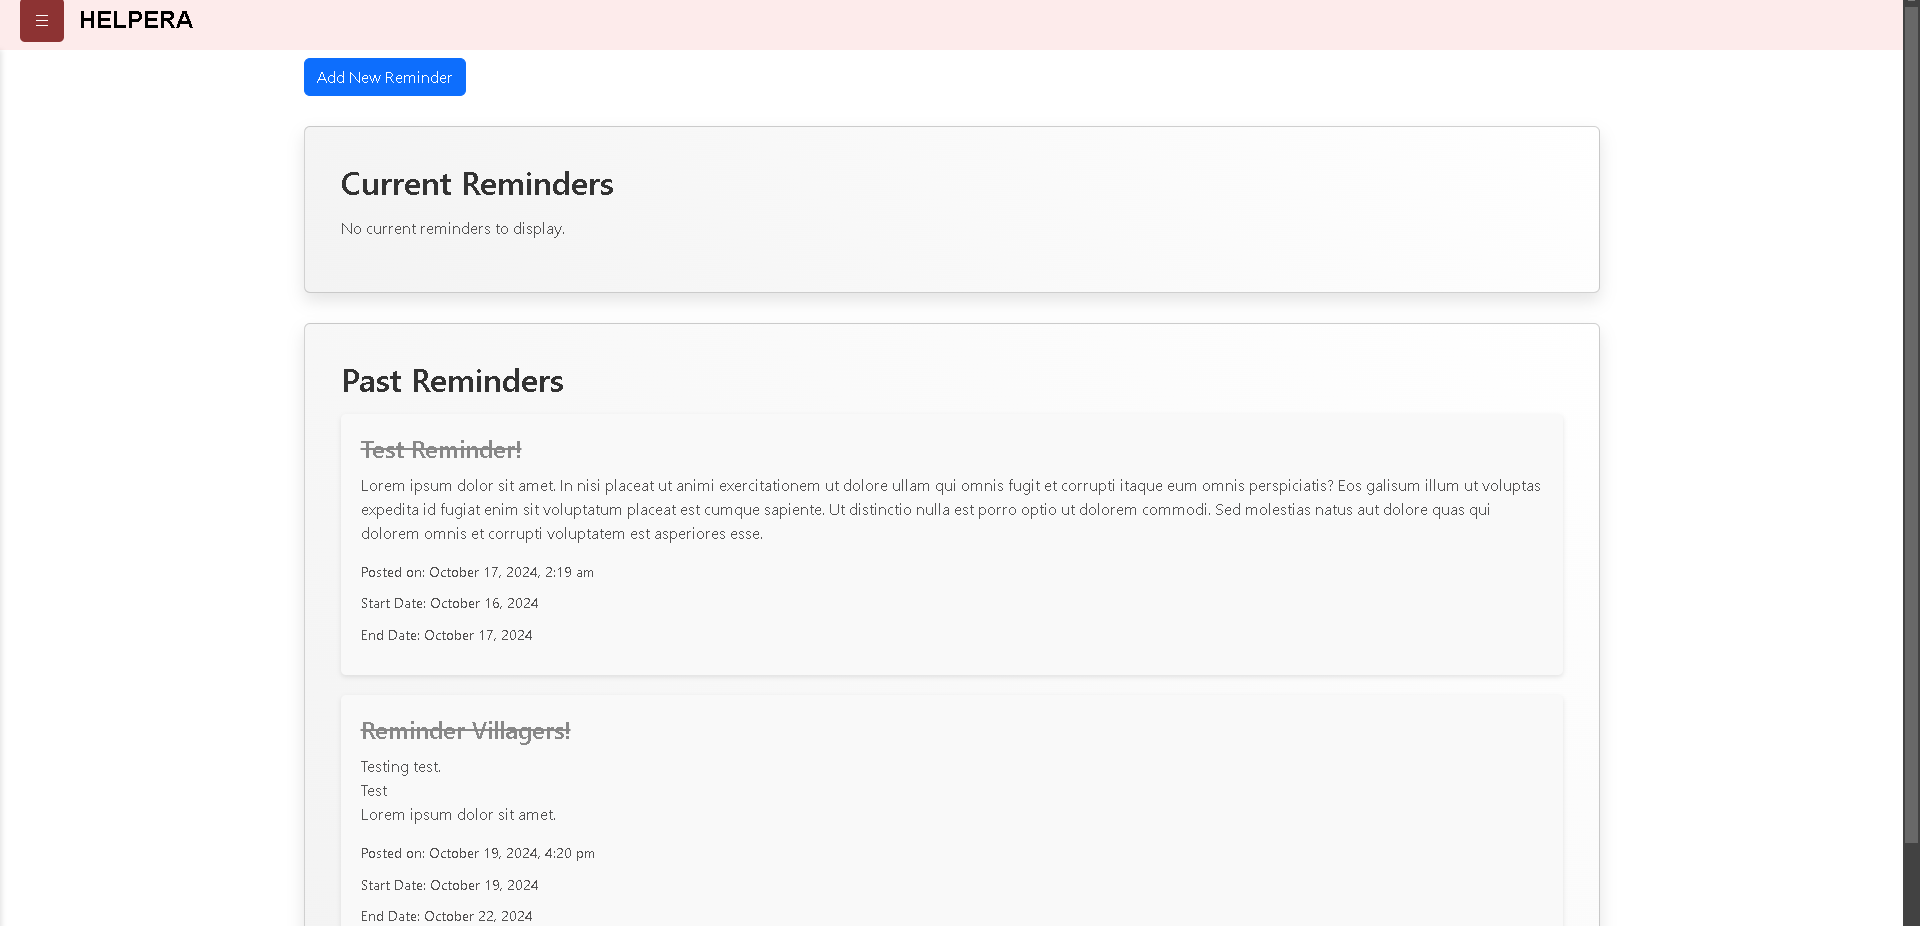 HELPERA
Add New Reminder
Current Reminders
No current reminders to display.
Past Reminders
Test Reminder!
Lorem ipsum dolor sit amet. In nisi placeat ut animi exercitationem ut dolore ullam qui omnis fugit et corrupti itaque eum omnis perspiciatis? Eos galisum illum ut voluptas
expedita id fugiat enim sit voluptatum placeat est cumque sapiente. Ut distinctio nulla est porro optio ut dolorem commodi. Sed molestias natus aut dolore quas qui
dolorem omnis et corrupti voluptatem est asperiores esse.
Posted on: October 17, 2024, 2:19 am
Start Date: October 16, 2024
End Date: October 17, 2024
Reminder Villagers!
Testing test.
Test
Lorem ipsum dolor sit amet.
Posted on: October 19, 2024, 4:20 pm
Start Date: October 19, 2024
End Date: October 22, 2024